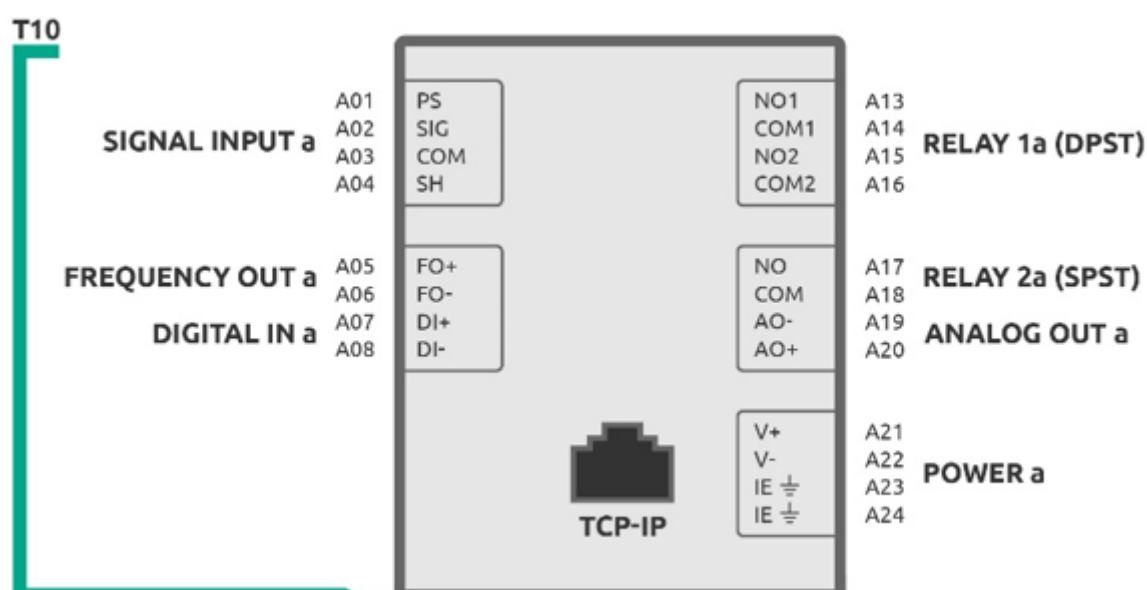 T10
SIGNAL INPUT a
A01 PS
A02 SIG
A03 COM
A04 SH
FREQUENCY OUT a
A05 FO+
A06 FO-
DIGITAL IN a
A07 DI+
A08 DI-
NO1 A13
COM1 A14
NO2 A15
COM2 A16
RELAY 1a (DPST)
NO A17
COM A18
RELAY 2a (SPST)
AO- A19
AO+ A20
ANALOG OUT a
V+ A21
V- A22
IE ⏚ A23
IE ⏚ A24
POWER a
TCP-IP